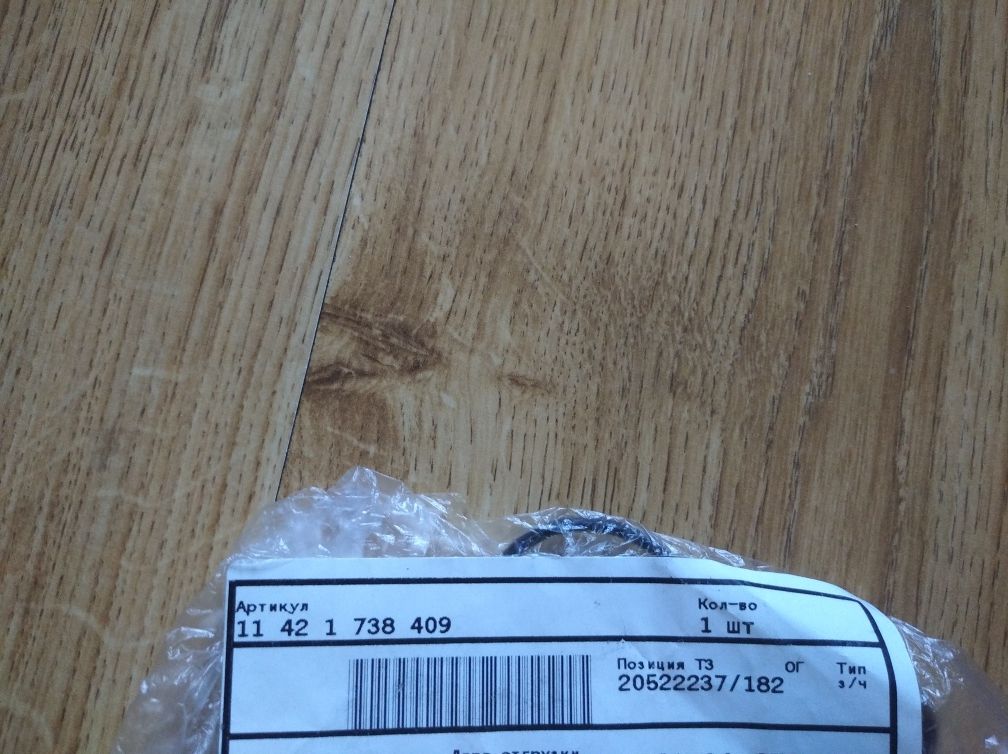 Артикул Кол-во
11 42 1 738 409 1 шт
Позиция ТЗ ОГ Тип
20522237/182 з/ч